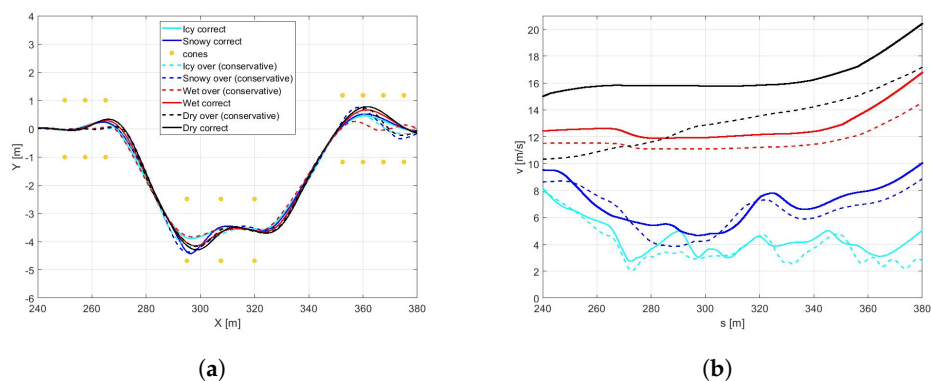 4
3
2
1
0
-1
-2
-3
-4
-5
-6
Y [m]
240 260 280 300 320 340 360 380
X [m]
Icy correct
Snowy correct
cones
Icy over (conservative)
Snowy over (conservative)
Wet over (conservative)
Wet correct
Dry over (conservative)
Dry correct
(a)
20
18
16
14
12
10
8
6
4
2
0
v [m/s]
240 260 280 300 320 340 360 380
s [m]
(b)